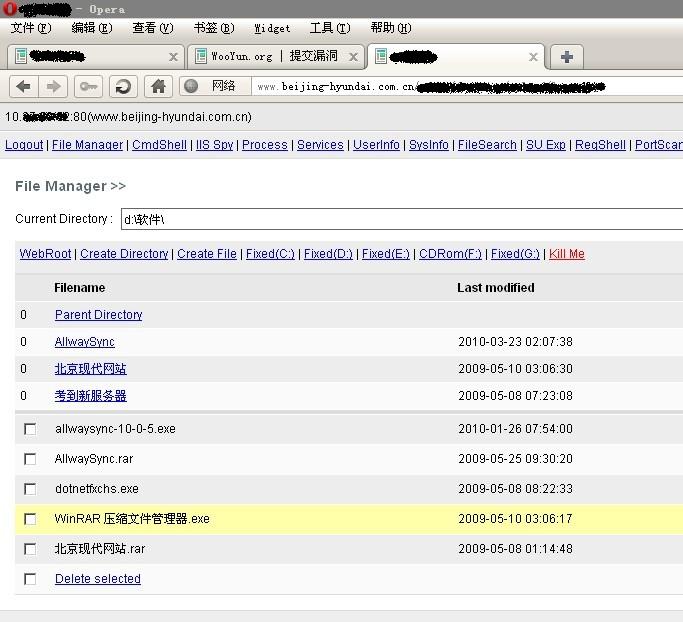 - Opera
文件(F) 编辑(E) 查看(V) 书签(B) Widget 工具(T) 帮助(H)
WooYun.org | 提交漏洞
网络 www.beijing-hyundai.com.cn/
10. 2:80(www.beijing-hyundai.com.cn)
Logout | File Manager | CmdShell | IIS Spy | Process | Services | UserInfo | SysInfo | FileSearch | SU Exp | RegShell | PortScan
File Manager >>
Current Directory : d:\软件\
WebRoot | Create Directory | Create File | Fixed(C:) | Fixed(D:) | Fixed(E:) | CDRom(F:) | Fixed(G:) | Kill Me
Filename Last modified
0 Parent Directory
0 AllwaySync 2010-03-23 02:07:38
0 北京现代网站 2009-05-10 03:06:30
0 考到新服务器 2009-05-08 07:23:08
allwaysync-10-0-5.exe 2010-01-26 07:54:00
AllwaySync.rar 2009-05-25 09:30:20
dotnetfxchs.exe 2009-05-08 08:22:33
WinRAR 压缩文件管理器.exe 2009-05-10 03:06:17
北京现代网站.rar 2009-05-08 01:14:48
Delete selected